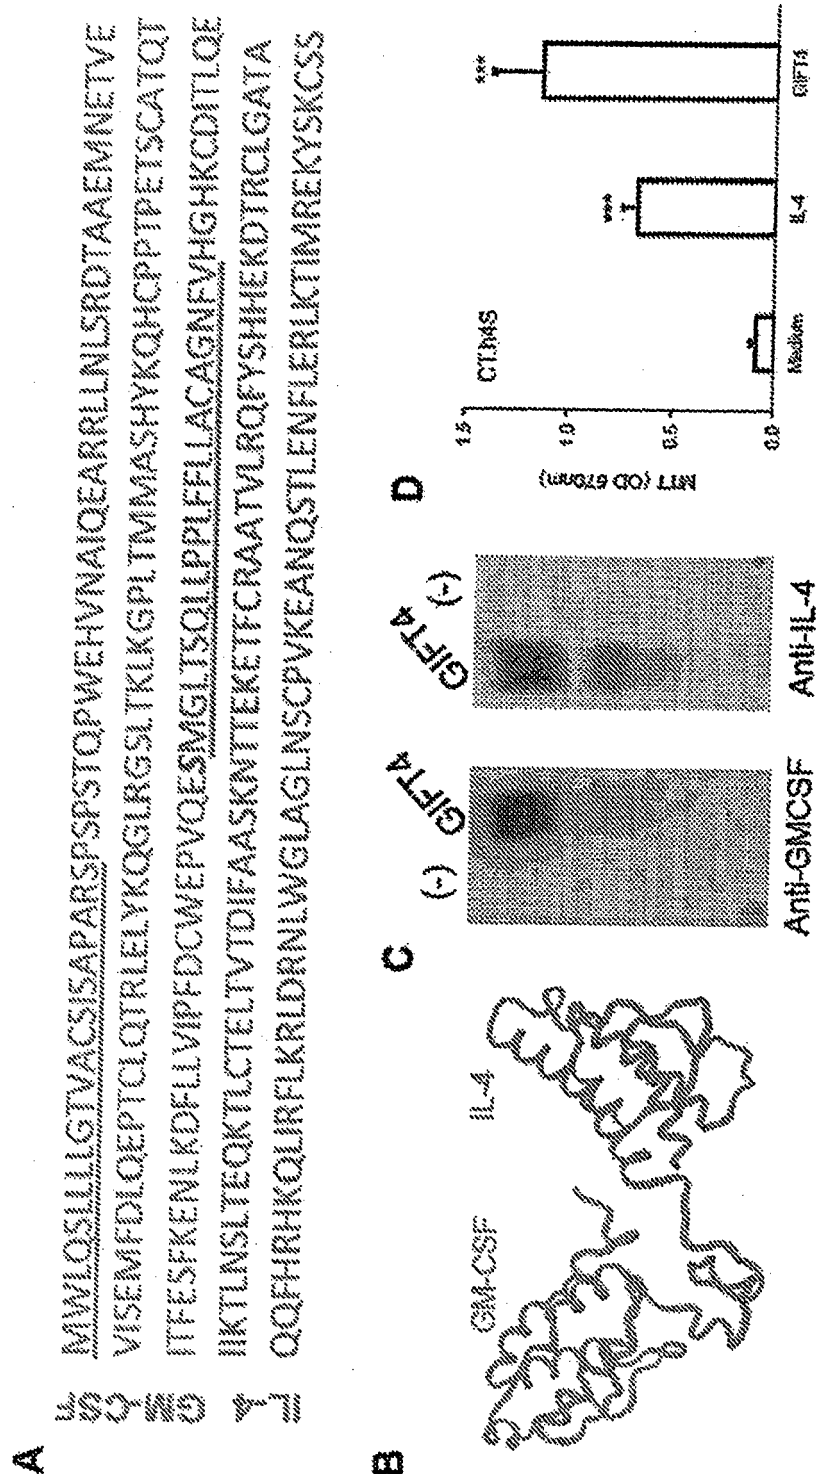 A
GM-CSF
IL-4
MWLQSLLLLGTVACSISAPARSPSPSTQPWEHVNAIQEARRLLNLSRDTAAEMNETVE
VISEMFDLQEPTCLQTRLELYKQGLRGSLTKLKGPLTMMASHYKQHCPPTPETSCATQT
ITFESFKENLKDFLLVIPFDCWEPVQESMGLTSQLLPPLFFLLACAGNFVHGHKCDITLQE
IIKTLNSLTEQKTLCTELTVTDIFAASKNTTEKETFCRAATVLRQFYSHHEKDTRCLGATA
QQFHRHKQLIRFLKRLDRNLWGLAGLNSCPVKEANQSTLENFLERLKTIMREKYSKCSS
B
GM-CSF
IL-4
C
(-)
GIFT4
Anti-GMCSF
GIFT4
(-)
Anti-IL-4
D
CT.h4S
MTT (OD 570nm)
1.5
1.0
0.5
0.0
Medium
IL-4
GIFT4
***
***